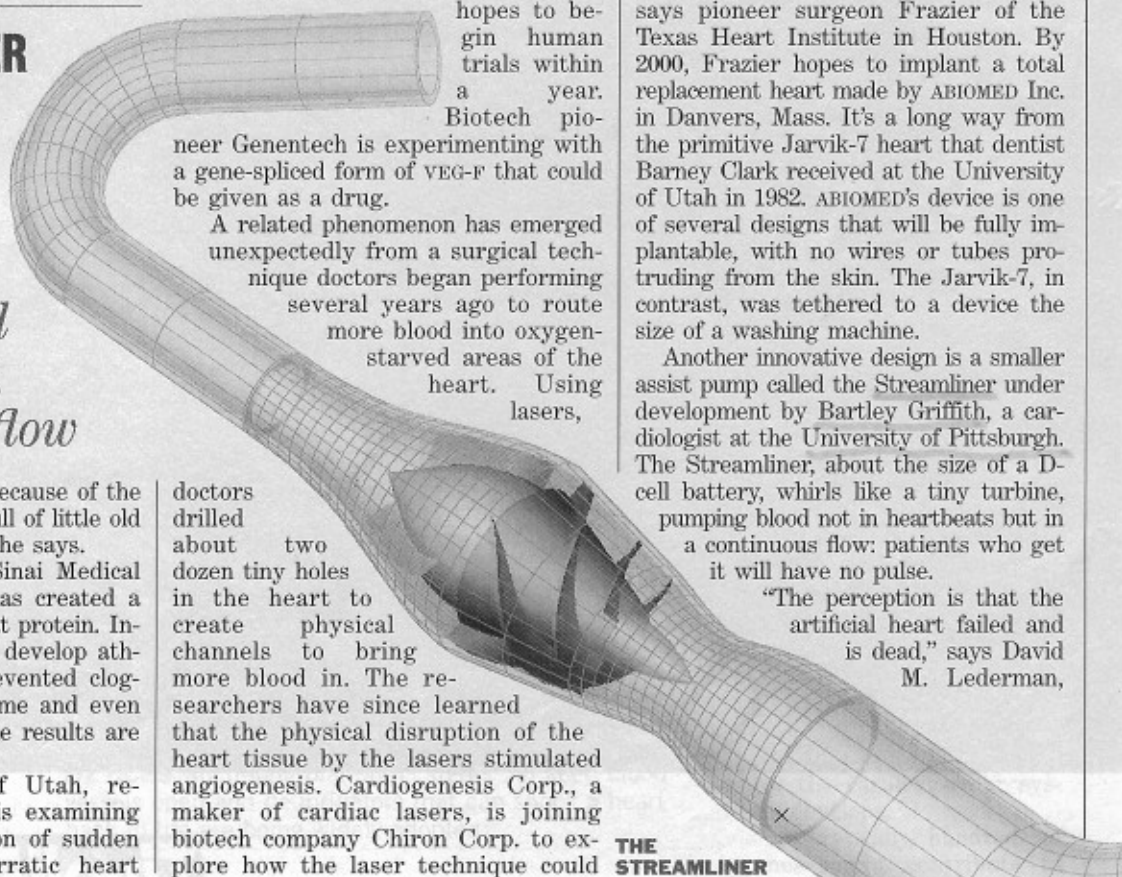 ER
d
flow
ecause of the
ull of little old
he says.
Sinai Medical
as created a
t protein. In-
develop ath-
evented clog-
me and even
e results are
f Utah, re-
is examining
on of sudden
rratic heart
hopes to be-
gin human
trials within
a year.
Biotech pio-
neer Genentech is experimenting with
a gene-spliced form of VEG-F that could
be given as a drug.
A related phenomenon has emerged
unexpectedly from a surgical tech-
nique doctors began performing
several years ago to route
more blood into oxygen-
starved areas of the
heart. Using
lasers,
doctors
drilled
about two
dozen tiny holes
in the heart to
create physical
channels to bring
more blood in. The re-
searchers have since learned
that the physical disruption of the
heart tissue by the lasers stimulated
angiogenesis. Cardiogenesis Corp., a
maker of cardiac lasers, is joining
biotech company Chiron Corp. to ex-
plore how the laser technique could
says pioneer surgeon Frazier of the
Texas Heart Institute in Houston. By
2000, Frazier hopes to implant a total
replacement heart made by ABIOMED Inc.
in Danvers, Mass. It's a long way from
the primitive Jarvik-7 heart that dentist
Barney Clark received at the University
of Utah in 1982. ABIOMED's device is one
of several designs that will be fully im-
plantable, with no wires or tubes pro-
truding from the skin. The Jarvik-7, in
contrast, was tethered to a device the
size of a washing machine.
Another innovative design is a smaller
assist pump called the Streamliner under
development by Bartley Griffith, a car-
diologist at the University of Pittsburgh.
The Streamliner, about the size of a D-
cell battery, whirls like a tiny turbine,
pumping blood not in heartbeats but in
a continuous flow: patients who get
it will have no pulse.
"The perception is that the
artificial heart failed and
is dead," says David
M. Lederman,
THE
STREAMLINER